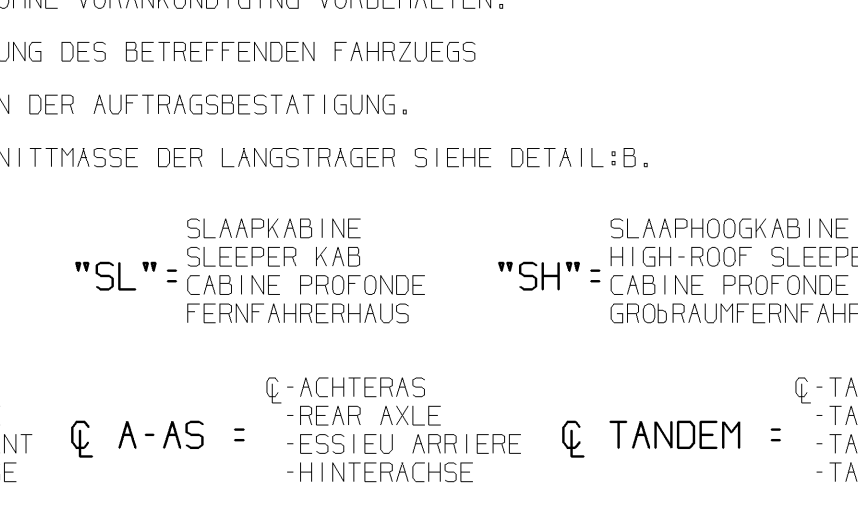 OHNE VORANKUNDIGING VORBEHALTEN.
UNG DES BETREFFENDEN FAHRZUEGS
N DER AUFTRAGSBESTATIGUNG.
NITTMASSE DER LANGSTRAGER SIEHE DETAIL:B.
"SL"=
SLAAPKABINE
SLEEPER KAB
CABINE PROFONDE
FERNFAHRERHAUS
"SH"=
SLAAPHOOGKABINE
HIGH-ROOF SLEEPE
CABINE PROFONDE
GRObRAUMFERNFAHR
NT
E
℄ A-AS =
℄-ACHTERAS
-REAR AXLE
-ESSIEU ARRIERE
-HINTERACHSE
℄ TANDEM =
℄-TA
-TA
-TA
-TA